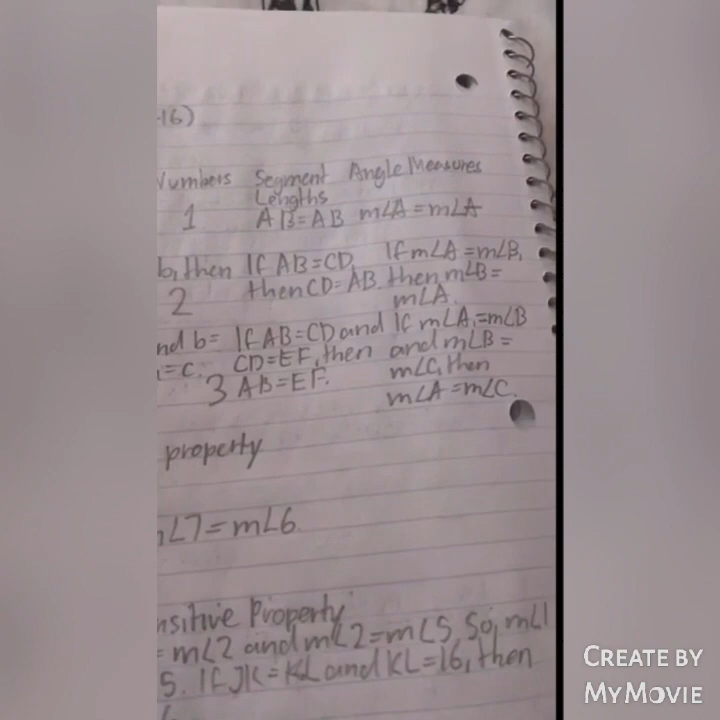 -16)
Numbers Segment Angle Measures
Lengths
1 AB=AB m∠A=m∠A
b, then If AB=CD, If m∠A=m∠B,
then CD=AB. then m∠B=
2 m∠A.
nd b= If AB=CD and If m∠A=m∠B
=c. CD=EF, then and m∠B=
3 AB=EF. m∠C, then
m∠A=m∠C.
property
∠7=m∠6
nsitive Property
=m∠2 and m∠2=m∠5. So, m∠1
5. If JK=KL and KL=16, then
CREATE BY
MYMOVIE